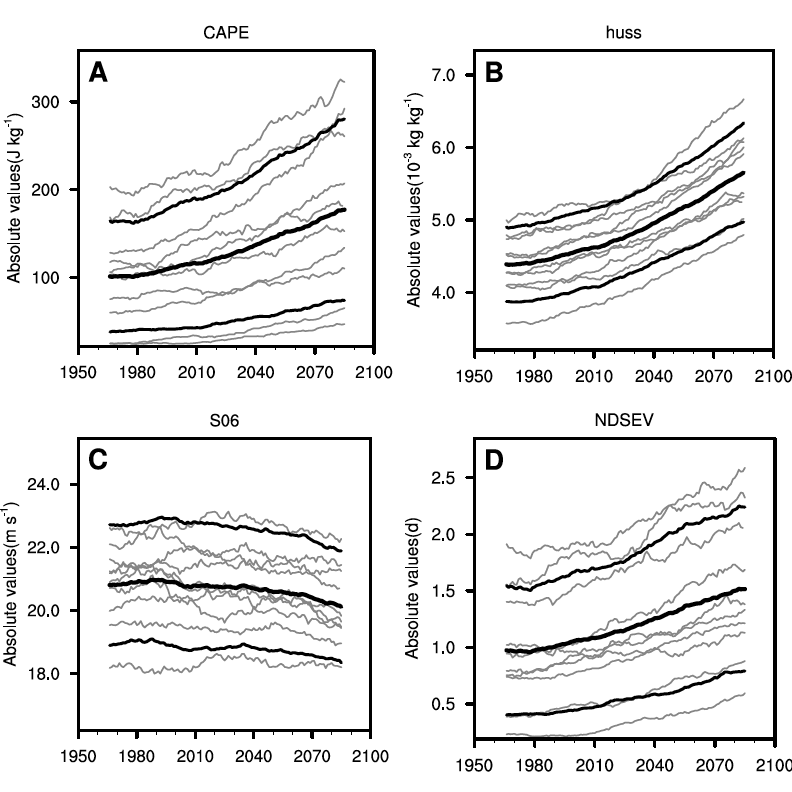 CAPE
A
Absolute values(J kg⁻¹)
300
200
100
1950 1980 2010 2040 2070 2100
huss
B
Absolute values(10⁻³ kg kg⁻¹)
7.0
6.0
5.0
4.0
1950 1980 2010 2040 2070 2100
S06
C
Absolute values(m s⁻¹)
24.0
22.0
20.0
18.0
1950 1980 2010 2040 2070 2100
NDSEV
D
Absolute values(d)
2.5
2.0
1.5
1.0
0.5
1950 1980 2010 2040 2070 2100